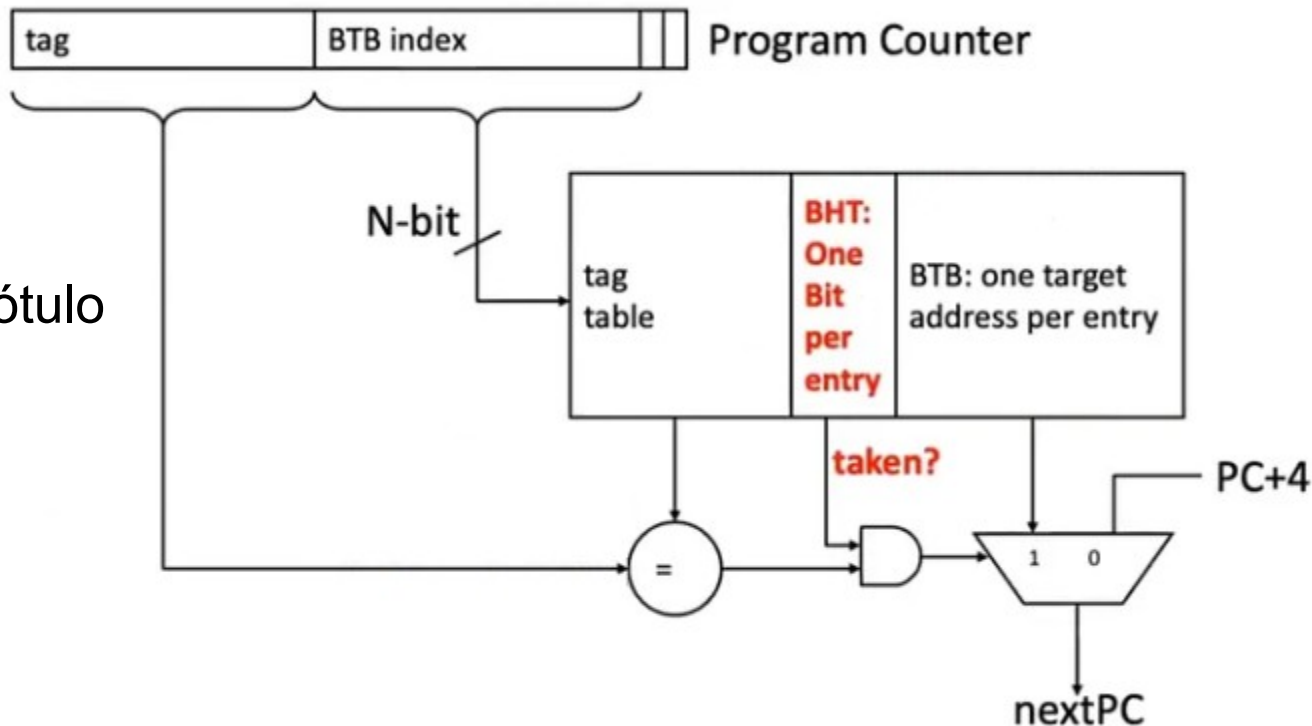 tag
BTB index
Program Counter
N-bit
ótulo
tag
table
BHT:
One
Bit
per
entry
BTB: one target
address per entry
taken?
PC+4
=
1 0
nextPC